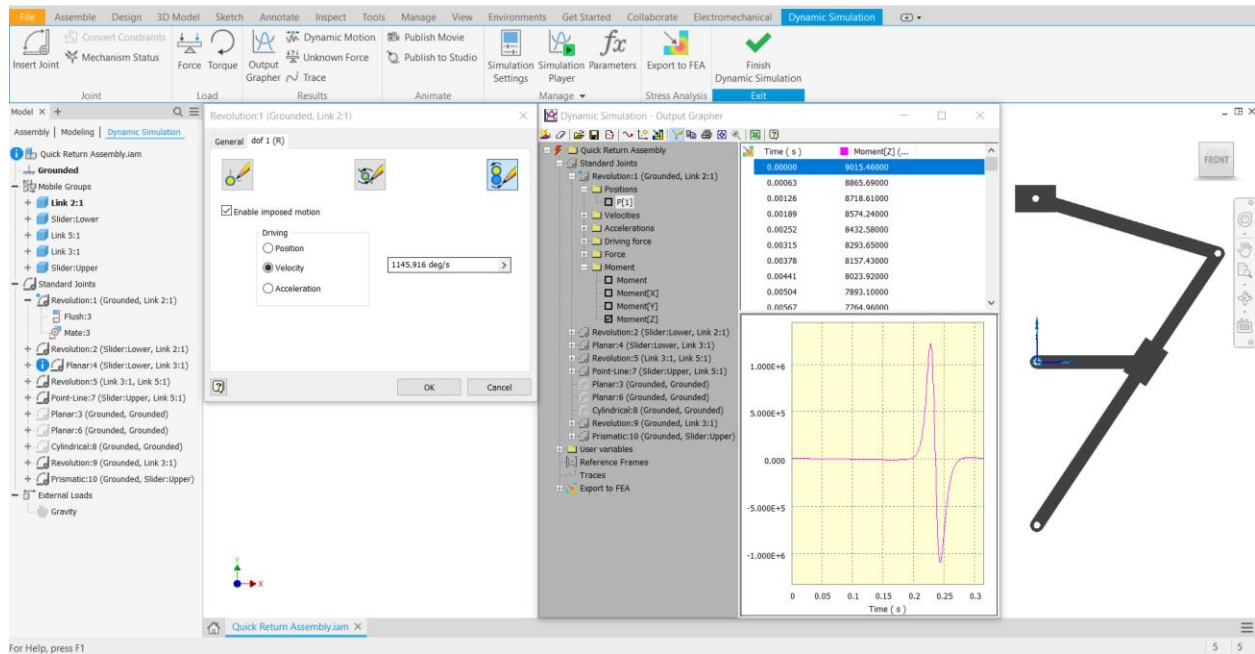 File Assemble Design 3D Model Sketch Annotate Inspect Tools Manage View Environments Get Started Collaborate Electromechanical Dynamic Simulation
Insert Joint
Convert Constraints
Mechanism Status
Joint
Force Torque
Load
Output Grapher
Dynamic Motion
Unknown Force
Trace
Results
Publish Movie
Publish to Studio
Animate
Simulation Settings
Simulation Player
Parameters
Manage
Export to FEA
Stress Analysis
Finish Dynamic Simulation
Exit
Model × +
Assembly | Modeling | Dynamic Simulation
Quick Return Assembly.iam
Grounded
Mobile Groups
Link 2:1
Slider:Lower
Link 5:1
Link 3:1
Slider:Upper
Standard Joints
Revolution:1 (Grounded, Link 2:1)
Flush:3
Mate:3
Revolution:2 (Slider:Lower, Link 2:1)
Planar:4 (Slider:Lower, Link 3:1)
Revolution:5 (Link 3:1, Link 5:1)
Point-Line:7 (Slider:Upper, Link 5:1)
Planar:3 (Grounded, Grounded)
Planar:6 (Grounded, Grounded)
Cylindrical:8 (Grounded, Grounded)
Revolution:9 (Grounded, Link 3:1)
Prismatic:10 (Grounded, Slider:Upper)
External Loads
Gravity
Revolution:1 (Grounded, Link 2:1)
General dof 1 (R)
Enable imposed motion
Driving
Position
Velocity
Acceleration
1145.916 deg/s >
OK Cancel
Y
X
Dynamic Simulation - Output Grapher
Quick Return Assembly
Standard Joints
Revolution:1 (Grounded, Link 2:1)
Positions
P[1]
Velocities
Accelerations
Driving force
Force
Moment
Moment
Moment[X]
Moment[Y]
Moment[Z]
Revolution:2 (Slider:Lower, Link 2:1)
Planar:4 (Slider:Lower, Link 3:1)
Revolution:5 (Link 3:1, Link 5:1)
Point-Line:7 (Slider:Upper, Link 5:1)
Planar:3 (Grounded, Grounded)
Planar:6 (Grounded, Grounded)
Cylindrical:8 (Grounded, Grounded)
Revolution:9 (Grounded, Link 3:1)
Prismatic:10 (Grounded, Slider:Upper)
User variables
Reference Frames
Traces
Export to FEA
Time ( s ) Moment[Z] (...
0.00000 9015.46000
0.00063 8865.69000
0.00126 8718.61000
0.00189 8574.24000
0.00252 8432.58000
0.00315 8293.65000
0.00378 8157.43000
0.00441 8023.92000
0.00504 7893.10000
0.00567 7764.96000
1.000E+6
5.000E+5
0.000
-5.000E+5
-1.000E+6
0 0.05 0.1 0.15 0.2 0.25 0.3
Time ( s )
FRONT
Quick Return Assembly.iam ×
For Help, press F1
5 5